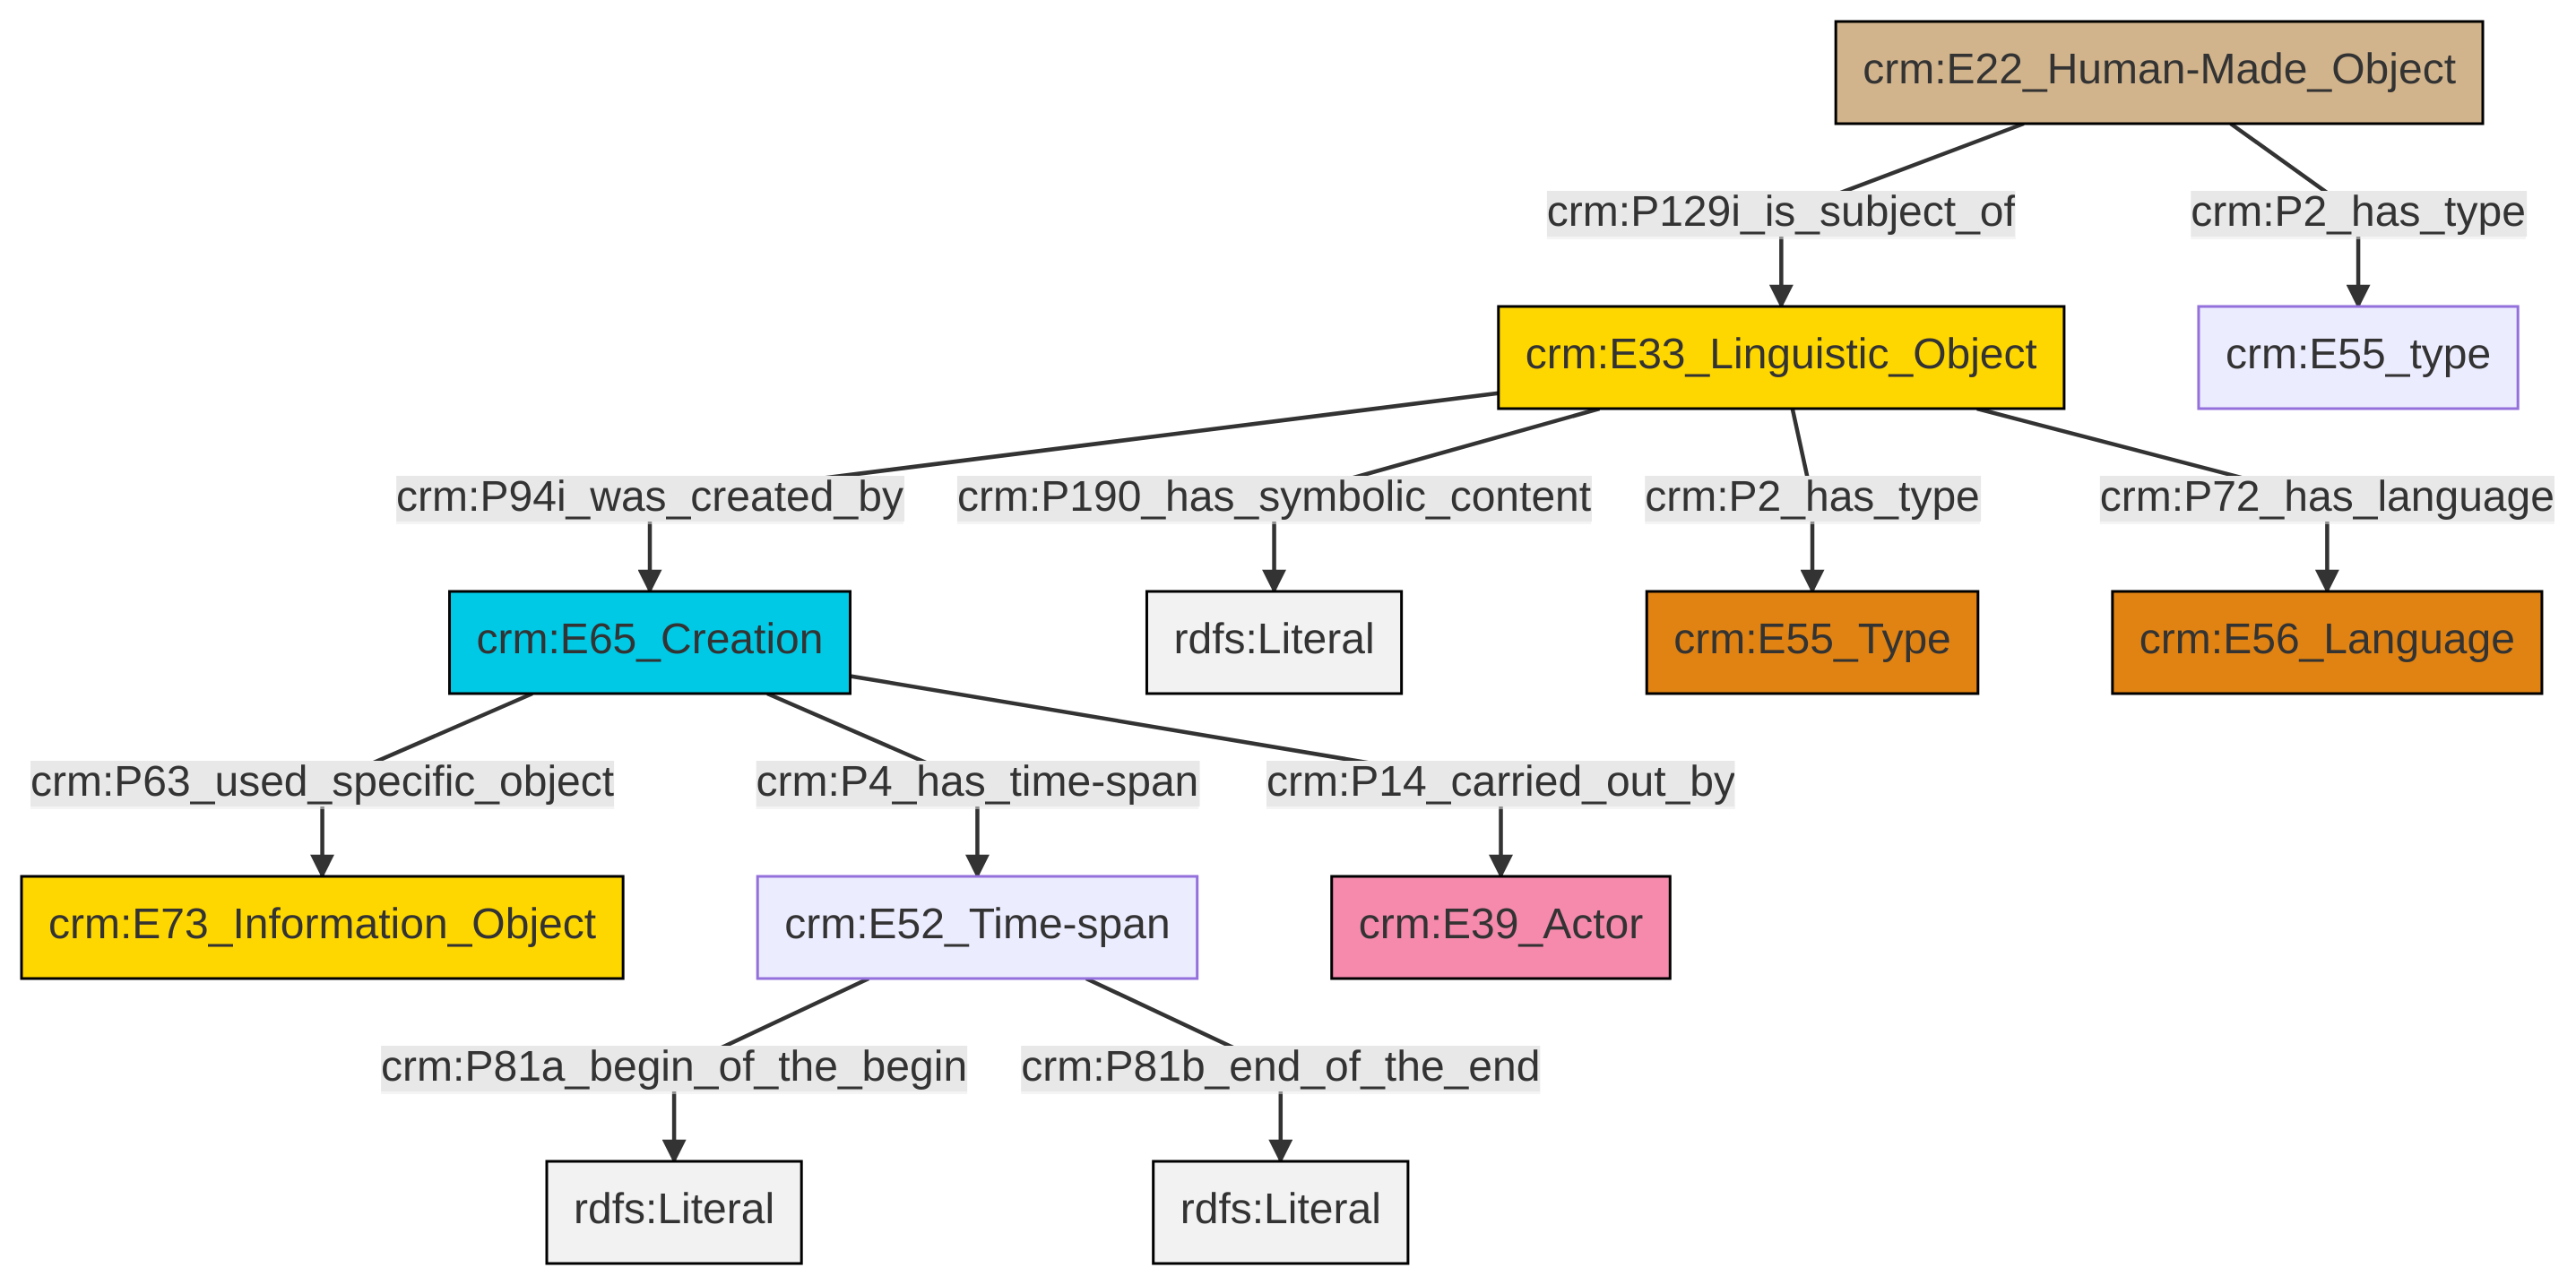 crm:E22_Human-Made_Object
crm:P129i_is_subject_of
crm:P2_has_type
crm:E33_Linguistic_Object
crm:E55_type
crm:P94i_was_created_by
crm:P190_has_symbolic_content
crm:P2_has_type
crm:P72_has_language
crm:E65_Creation
rdfs:Literal
crm:E55_Type
crm:E56_Language
crm:P63_used_specific_object
crm:P4_has_time-span
crm:P14_carried_out_by
crm:E73_Information_Object
crm:E52_Time-span
crm:E39_Actor
crm:P81a_begin_of_the_begin
crm:P81b_end_of_the_end
rdfs:Literal
rdfs:Literal